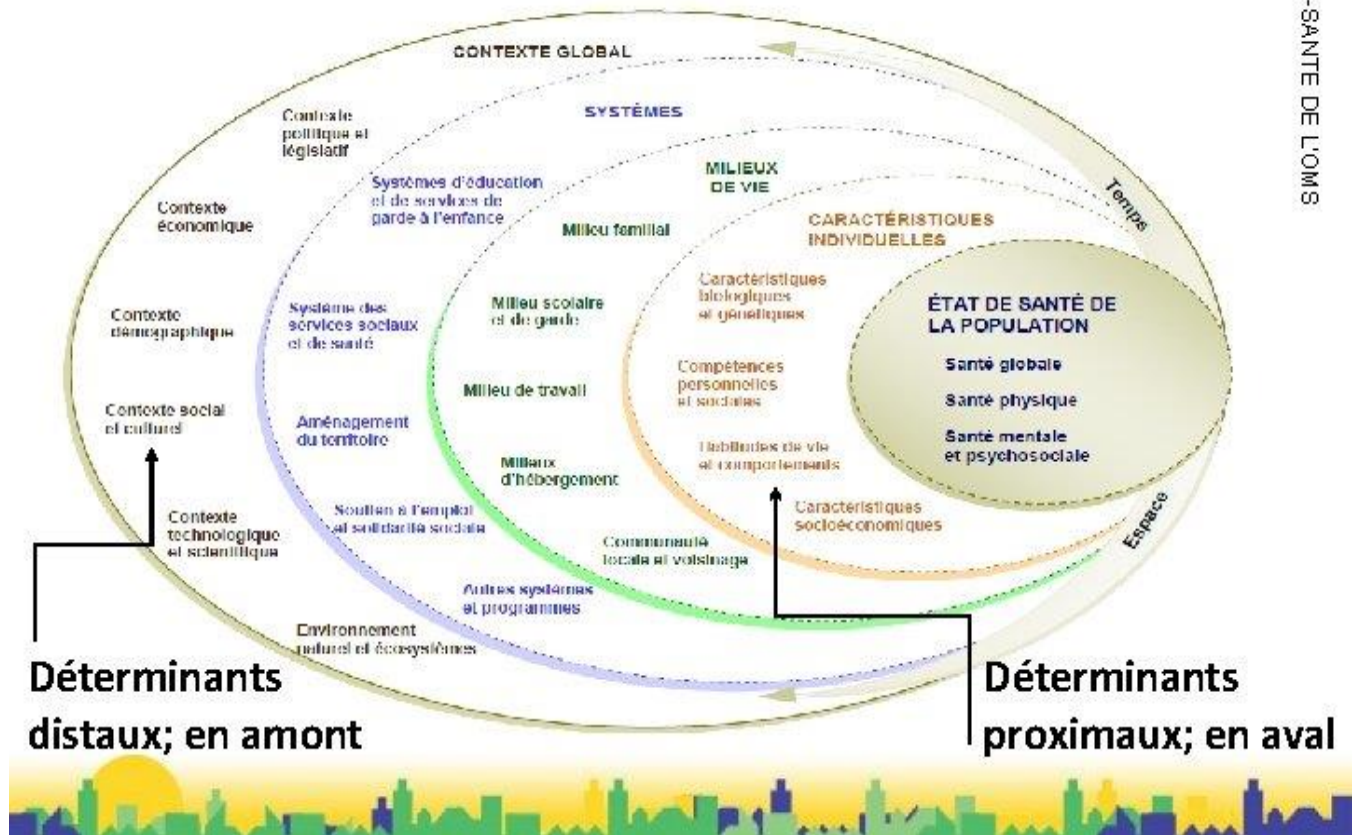 -SANTE DE L'OMS
CONTEXTE GLOBAL
Contexte
politique et
législatif
Contexte
économique
Contexte
démographique
Contexte social
et culturel
Contexte
technologique
et scientifique
Environnement
naturel et écosystèmes
SYSTÈMES
Systèmes d'éducation
et de services de
garde à l'enfance
Système des
services sociaux
et de santé
Aménagement
du territoire
Soutien à l'emploi
et solidarité sociale
Autres systèmes
et programmes
MILIEUX
DE VIE
Milieu familial
Milieu scolaire
et de garde
Milieu de travail
Milieux
d'hébergement
Communauté
locale et voisinage
CARACTÉRISTIQUES
INDIVIDUELLES
Caractéristiques
biologiques
et génétiques
Compétences
personnelles
et sociales
Habitudes de vie
et comportements
Caractéristiques
socioéconomiques
ÉTAT DE SANTÉ DE
LA POPULATION
Santé globale
Santé physique
Santé mentale
et psychosociale
Temps
Espace
Déterminants
distaux; en amont
Déterminants
proximaux; en aval